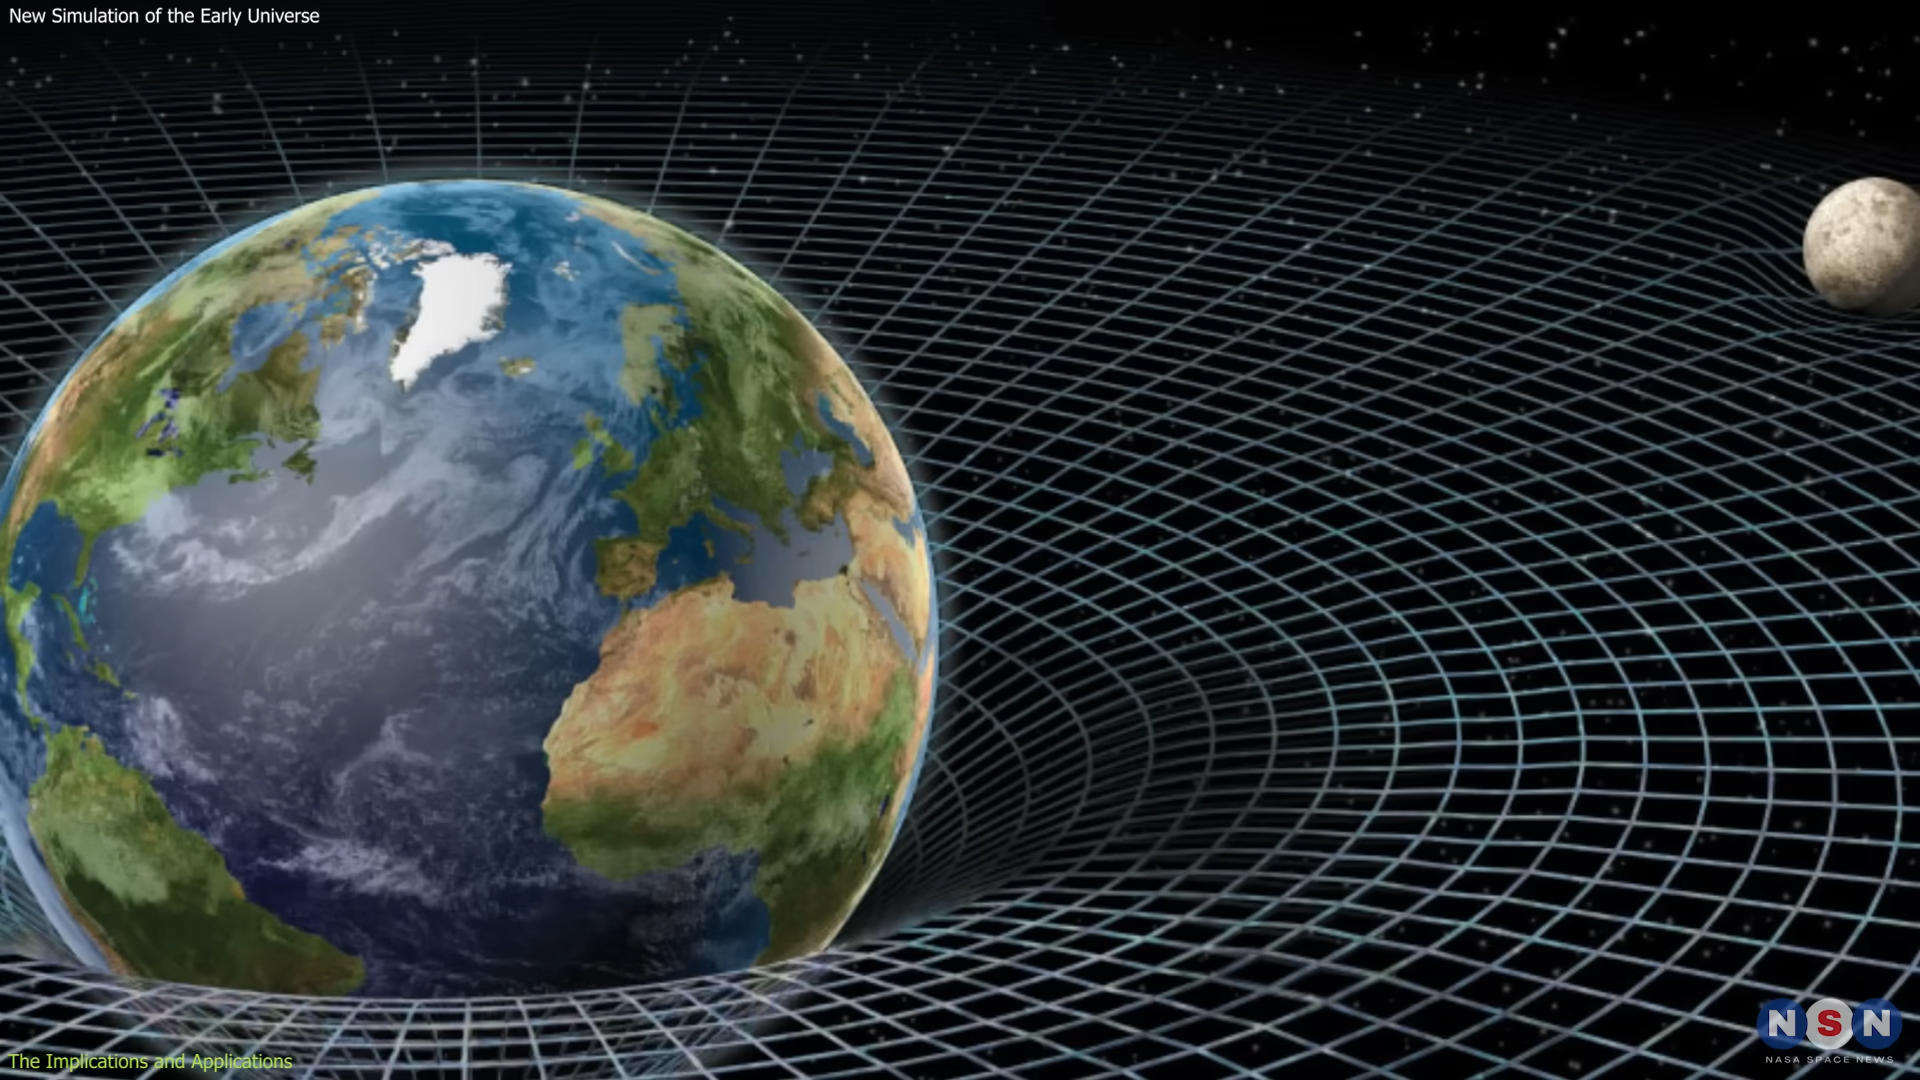 New Simulation of the Early Universe
NSN
NASA SPACE NEWS
The Implications and Applications